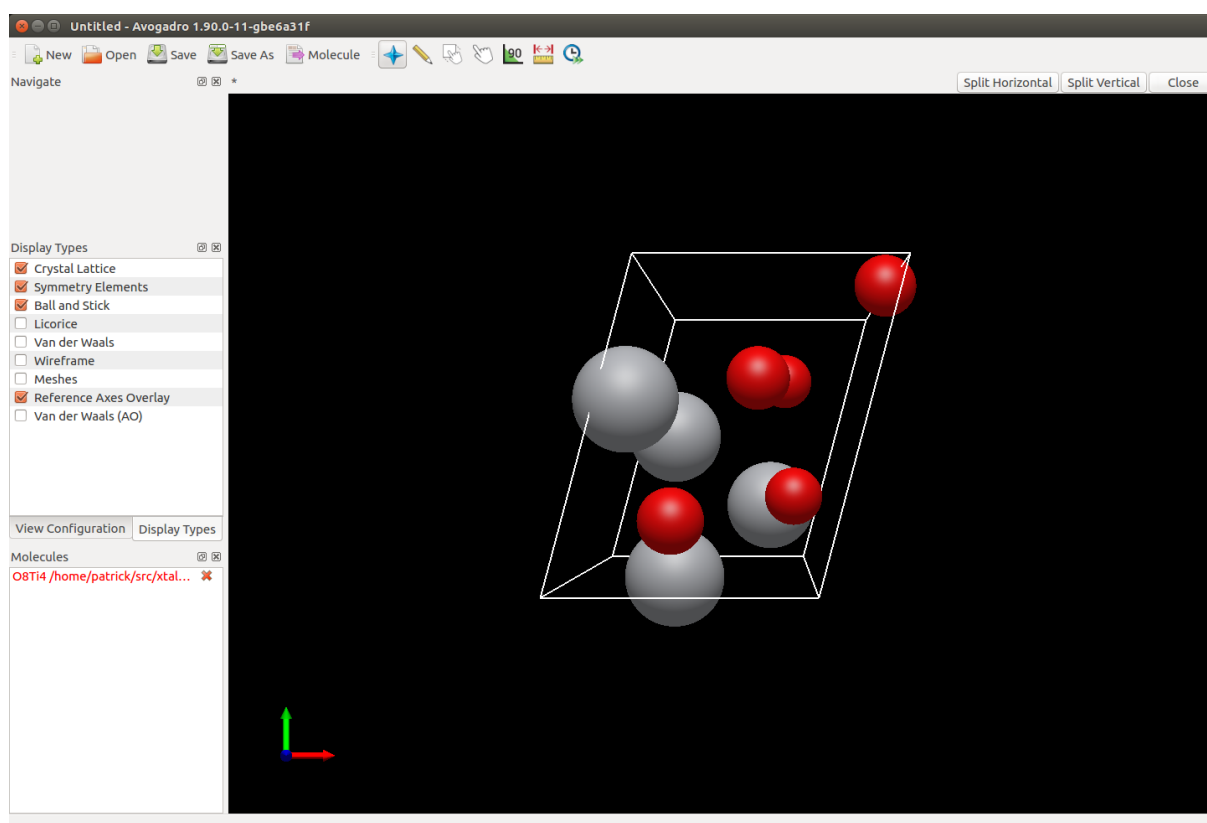 Untitled - Avogadro 1.90.0-11-gbe6a31f
New Open Save Save As Molecule 90
Navigate * Split Horizontal Split Vertical Close
Display Types
Crystal Lattice
Symmetry Elements
Ball and Stick
Licorice
Van der Waals
Wireframe
Meshes
Reference Axes Overlay
Van der Waals (AO)
View Configuration Display Types
Molecules
O8Ti4 /home/patrick/src/xtal...